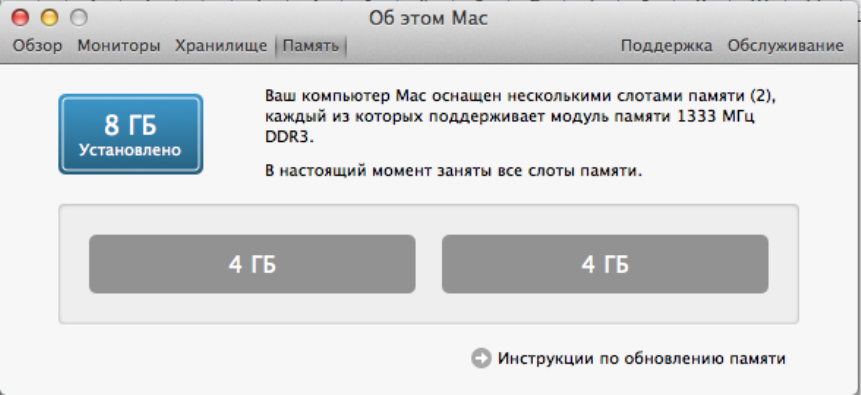 Об этом Mac
Обзор Мониторы Хранилище Память Поддержка Обслуживание
8 ГБ
Установлено
Ваш компьютер Mac оснащен несколькими слотами памяти (2),
каждый из которых поддерживает модуль памяти 1333 МГц
DDR3.
В настоящий момент заняты все слоты памяти.
4 ГБ 4 ГБ
Инструкции по обновлению памяти